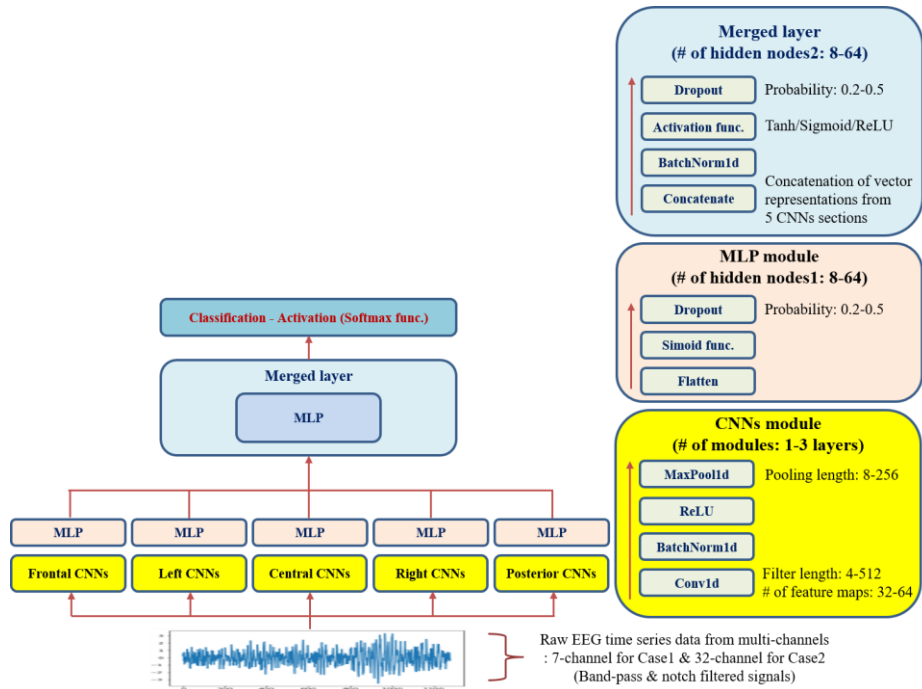 Merged layer
(# of hidden nodes2: 8-64)
Dropout
Probability: 0.2-0.5
Activation func.
Tanh/Sigmoid/ReLU
BatchNorm1d
Concatenate
Concatenation of vector
representations from
5 CNNs sections
MLP module
(# of hidden nodes1: 8-64)
Dropout
Probability: 0.2-0.5
Simoid func.
Flatten
CNNs module
(# of modules: 1-3 layers)
MaxPool1d
Pooling length: 8-256
ReLU
BatchNorm1d
Conv1d
Filter length: 4-512
# of feature maps: 32-64
Classification - Activation (Softmax func.)
Merged layer
MLP
MLP
MLP
MLP
MLP
MLP
Frontal CNNs
Left CNNs
Central CNNs
Right CNNs
Posterior CNNs
Raw EEG time series data from multi-channels
: 7-channel for Case1 & 32-channel for Case2
(Band-pass & notch filtered signals)